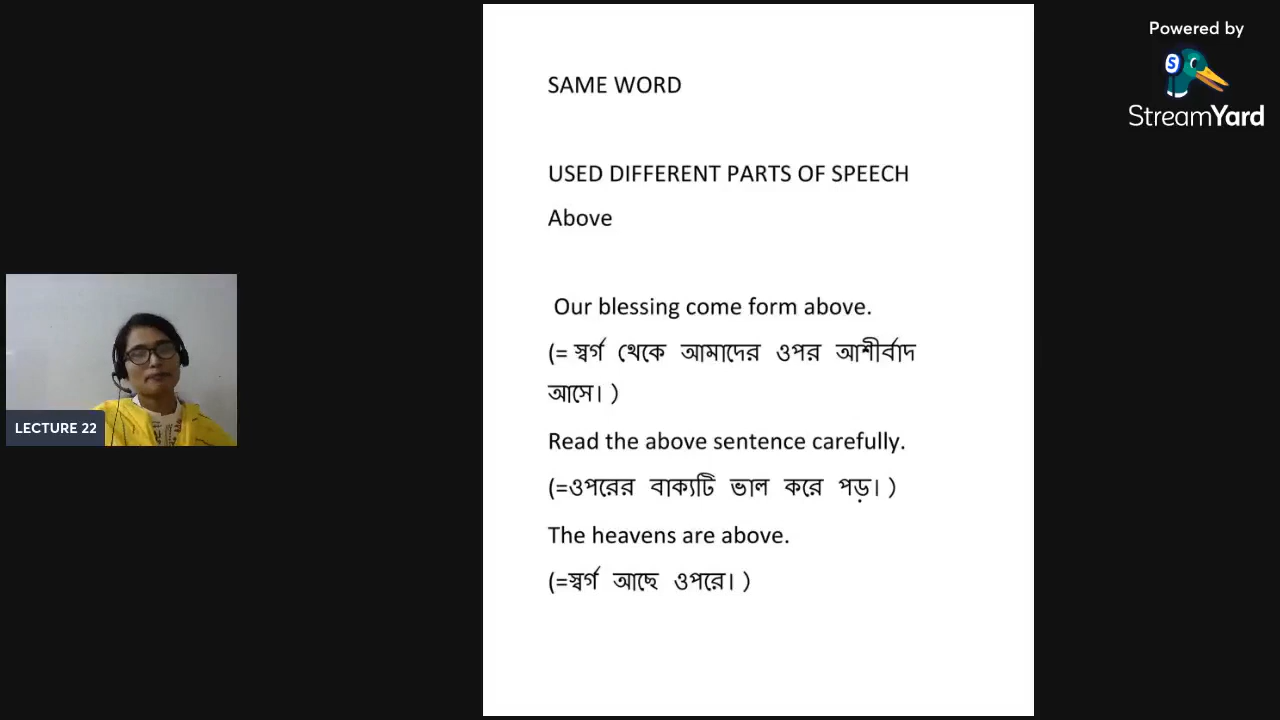 Powered by
StreamYard
SAME WORD
USED DIFFERENT PARTS OF SPEECH
Above
Our blessing come form above.
(= স্বর্গ থেকে আমাদের ওপর আশীর্বাদ
আসে। )
Read the above sentence carefully.
(=ওপরের বাক্যটি ভাল করে পড়। )
The heavens are above.
(=স্বর্গ আছে ওপরে। )
LECTURE 22